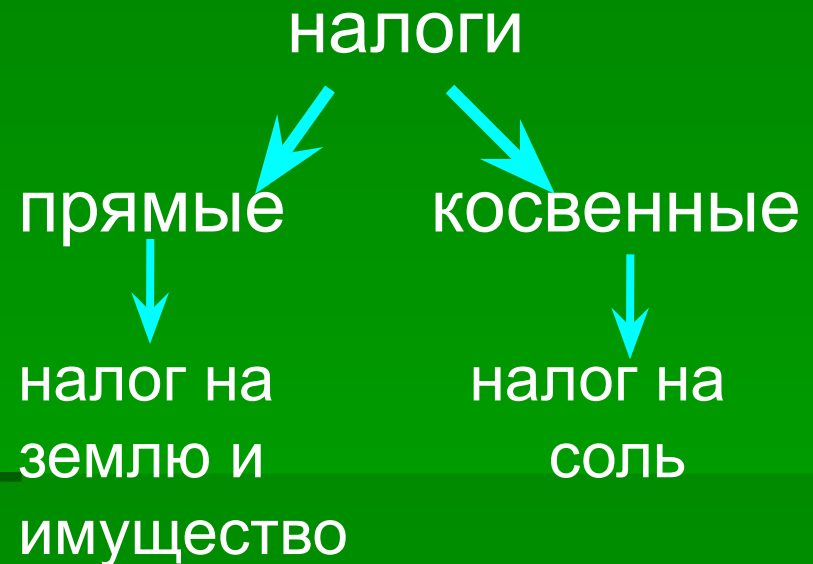 налоги
прямые
косвенные
налог на
землю и
имущество
налог на
соль